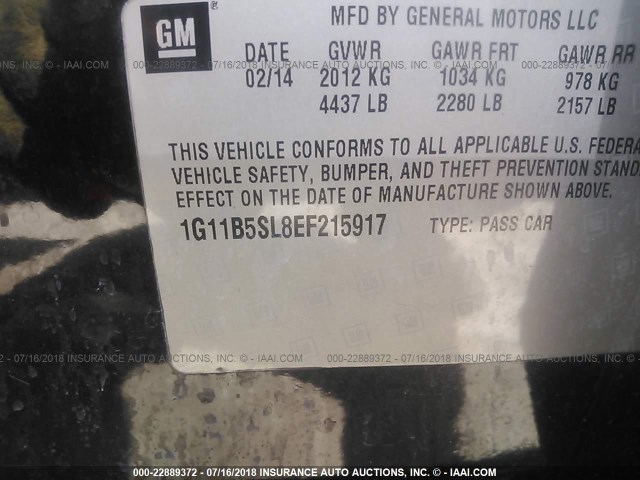 GM
MFD BY GENERAL MOTORS LLC
DATE GVWR GAWR FRT GAWR RR
02/14 2012 KG 1034 KG 978 KG
4437 LB 2280 LB 2157 LB
THIS VEHICLE CONFORMS TO ALL APPLICABLE U.S. FEDERA
VEHICLE SAFETY, BUMPER, AND THEFT PREVENTION STAND
EFFECT ON THE DATE OF MANUFACTURE SHOWN ABOVE.
1G11B5SL8EF215917 TYPE: PASS CAR
000-22889372 - 07/16/2018 INSURANCE AUTO AUCTIONS, INC. © - IAAI.COM